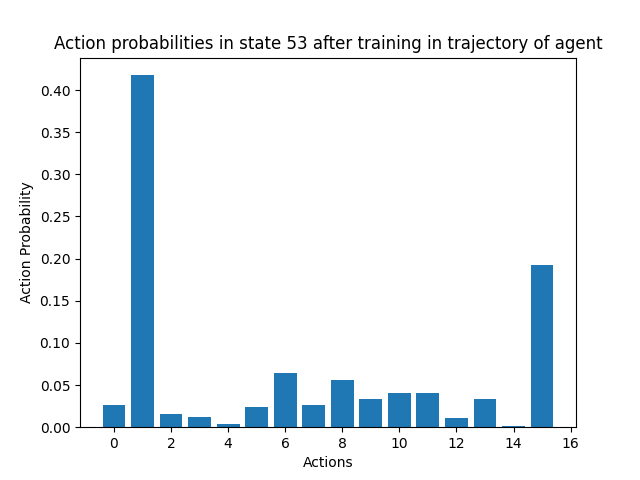 Action probabilities in state 53 after training in trajectory of agent
Action Probability
0.40
0.35
0.30
0.25
0.20
0.15
0.10
0.05
0.00
0 2 4 6 8 10 12 14 16
Actions